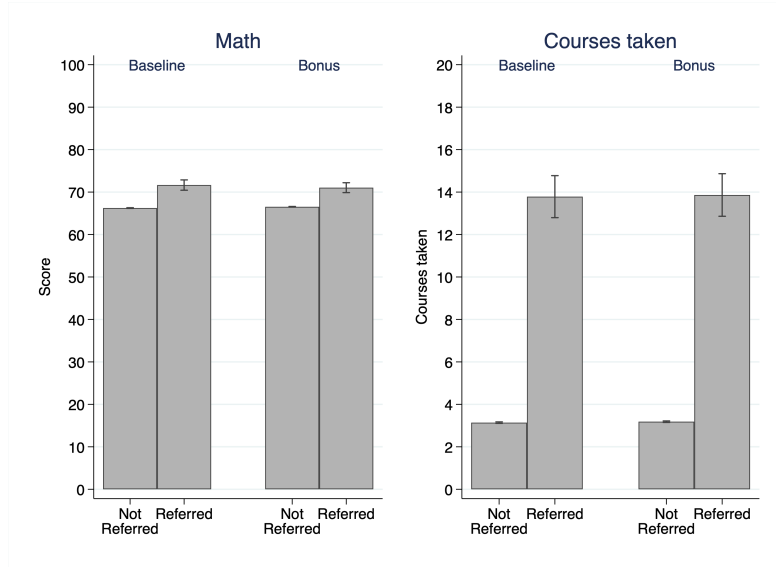 Math
Baseline Bonus
100
90
80
70
60
50
40
30
20
10
0
Score
Not Referred Not Referred
Referred Referred
Courses taken
Baseline Bonus
20
18
16
14
12
10
8
6
4
2
0
Courses taken
Not Referred Not Referred
Referred Referred